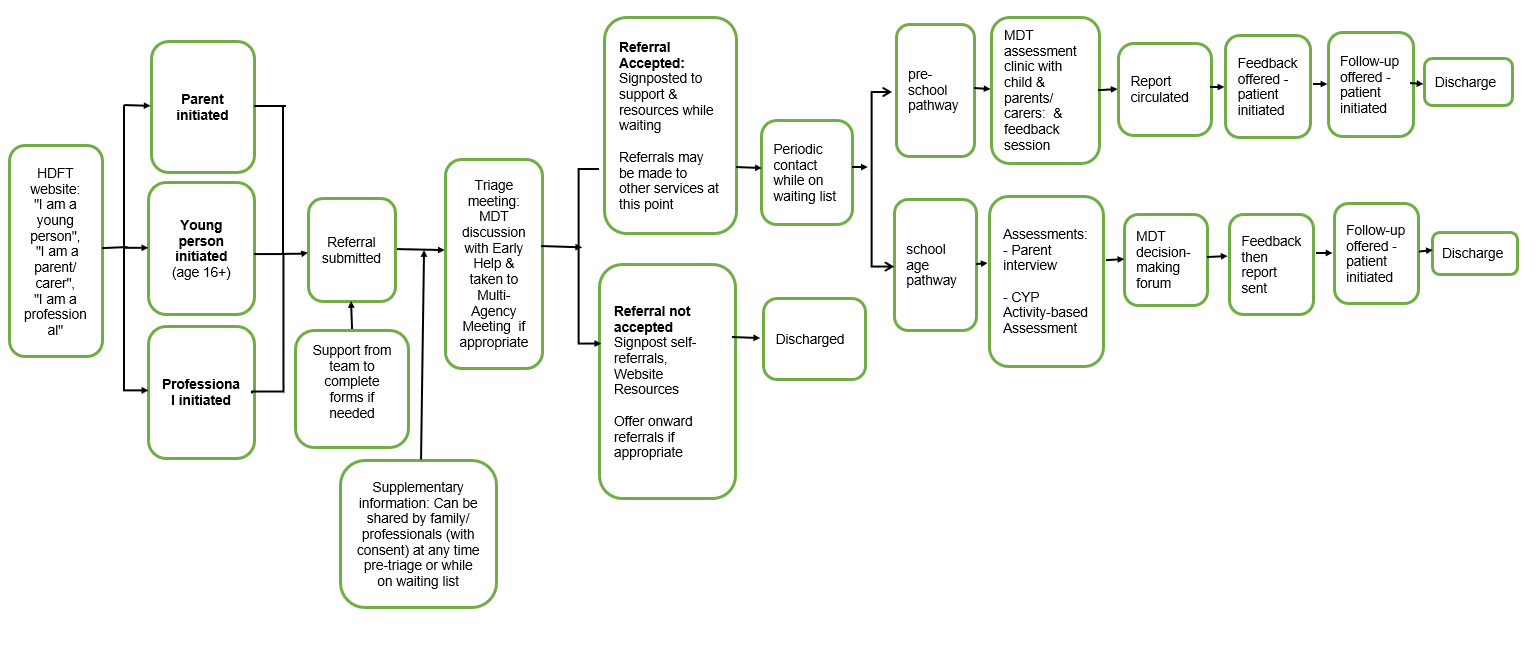 HDFT
website:
"I am a
young
person",
"I am a
parent/
carer",
"I am a
profession
al"
Parent
initiated
Young
person
initiated
(age 16+)
Professiona
l initiated
Referral
submitted
Support from
team to
complete
forms if
needed
Supplementary
information: Can be
shared by family/
professionals (with
consent) at any time
pre-triage or while
on waiting list
Triage
meeting:
MDT
discussion
with Early
Help &
taken to
Multi-
Agency
Meeting if
appropriate
Referral
Accepted:
Signposted to
support &
resources while
waiting
Referrals may
be made to
other services at
this point
Referral not
accepted
Signpost self-
referrals,
Website
Resources
Offer onward
referrals if
appropriate
Discharged
Periodic
contact
while on
waiting list
pre-
school
pathway
MDT
assessment
clinic with
child &
parents/
carers: &
feedback
session
Report
circulated
Feedback
offered -
patient
initiated
Follow-up
offered -
patient
initiated
Discharge
school
age
pathway
Assessments:
- Parent
interview
- CYP
Activity-based
Assessment
MDT
decision-
making
forum
Feedback
then
report
sent
Follow-up
offered -
patient
initiated
Discharge